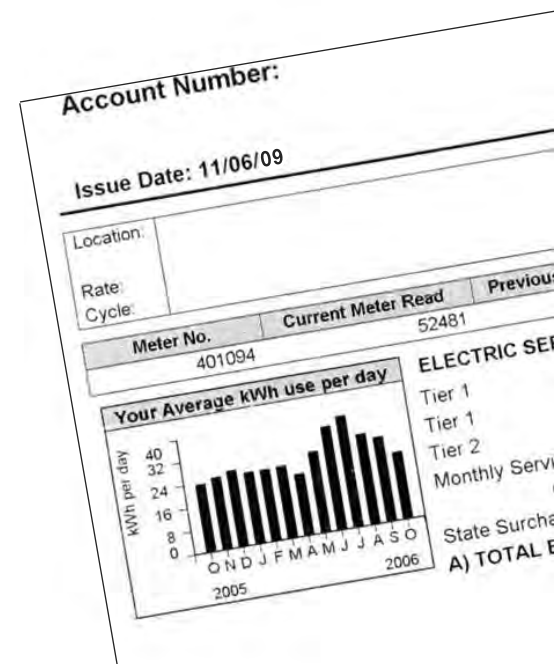 Account Number:
Issue Date: 11/06/09
Location:
Rate:
Cycle:
Meter No. Current Meter Read Previous
401094 52481
Your Average kWh use per day
kWh per day
40
32
24
16
8
0
O N D J F M A M J J A S O
2005 2006
ELECTRIC SER
Tier 1
Tier 1
Tier 2
Monthly Servi
State Surcha
A) TOTAL E